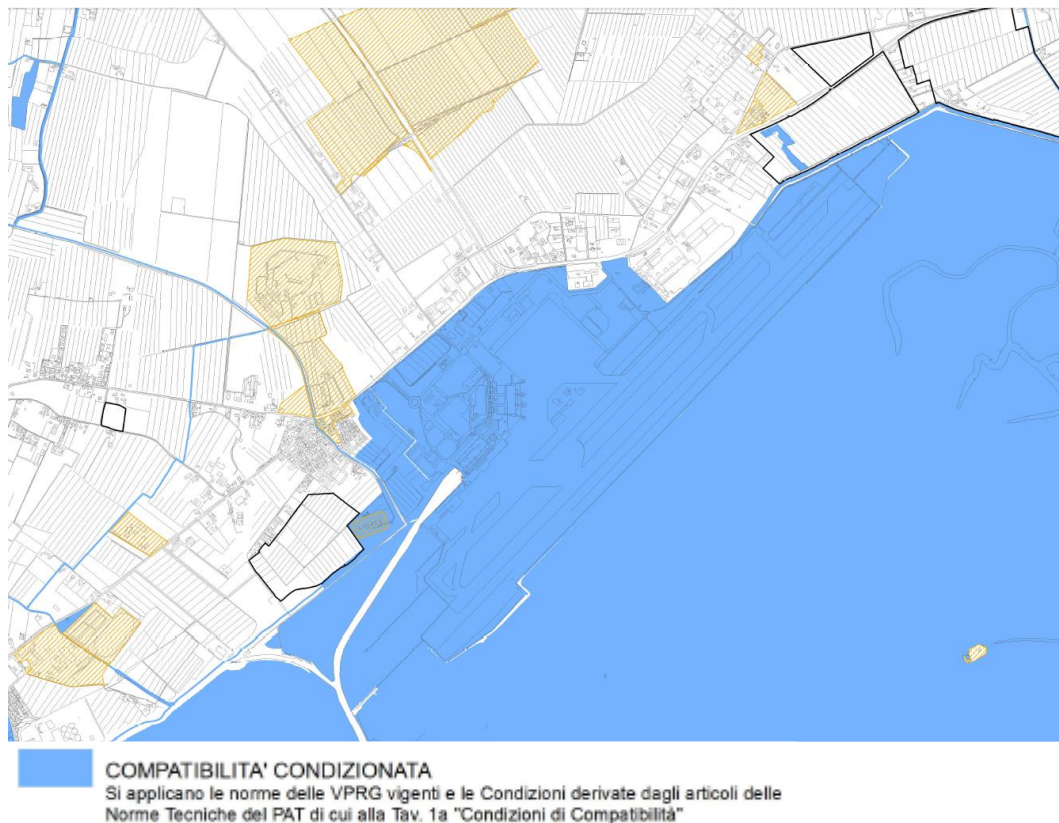 COMPATIBILITA' CONDIZIONATA
Si applicano le norme delle VPRG vigenti e le Condizioni derivate dagli articoli delle
Norme Tecniche del PAT di cui alla Tav. 1a "Condizioni di Compatibilità"